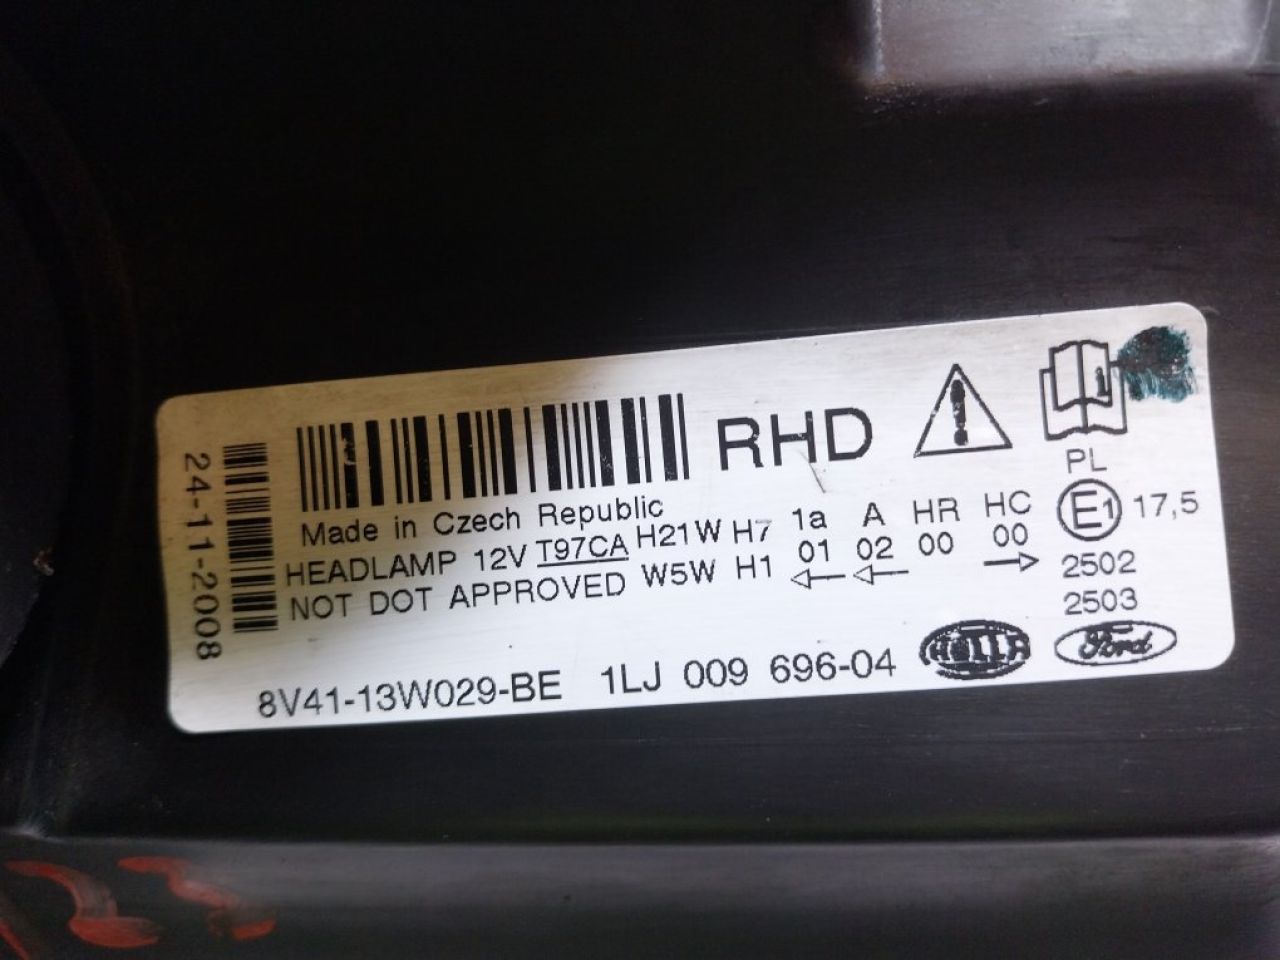 24-11-2008
RHD
Made in Czech Republic
HEADLAMP 12V T97CA H21W H7
NOT DOT APPROVED W5W H1
1a A HR HC
01 02 00 00
PL
E1 17,5
2502
2503
8V41-13W029-BE 1LJ 009 696-04
HELLA Ford